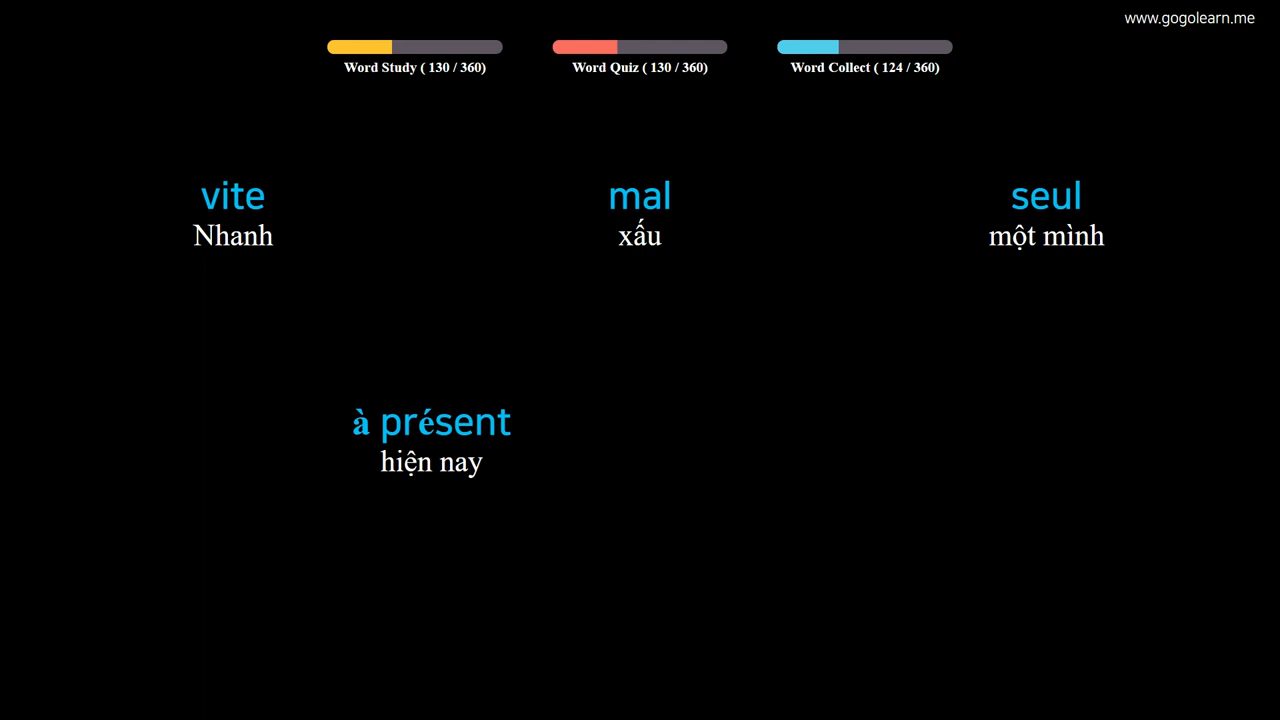 www.gogolearn.me
Word Study ( 130 / 360)
Word Quiz ( 130 / 360)
Word Collect ( 124 / 360)
vite
Nhanh
mal
xấu
seul
một mình
à présent
hiện nay